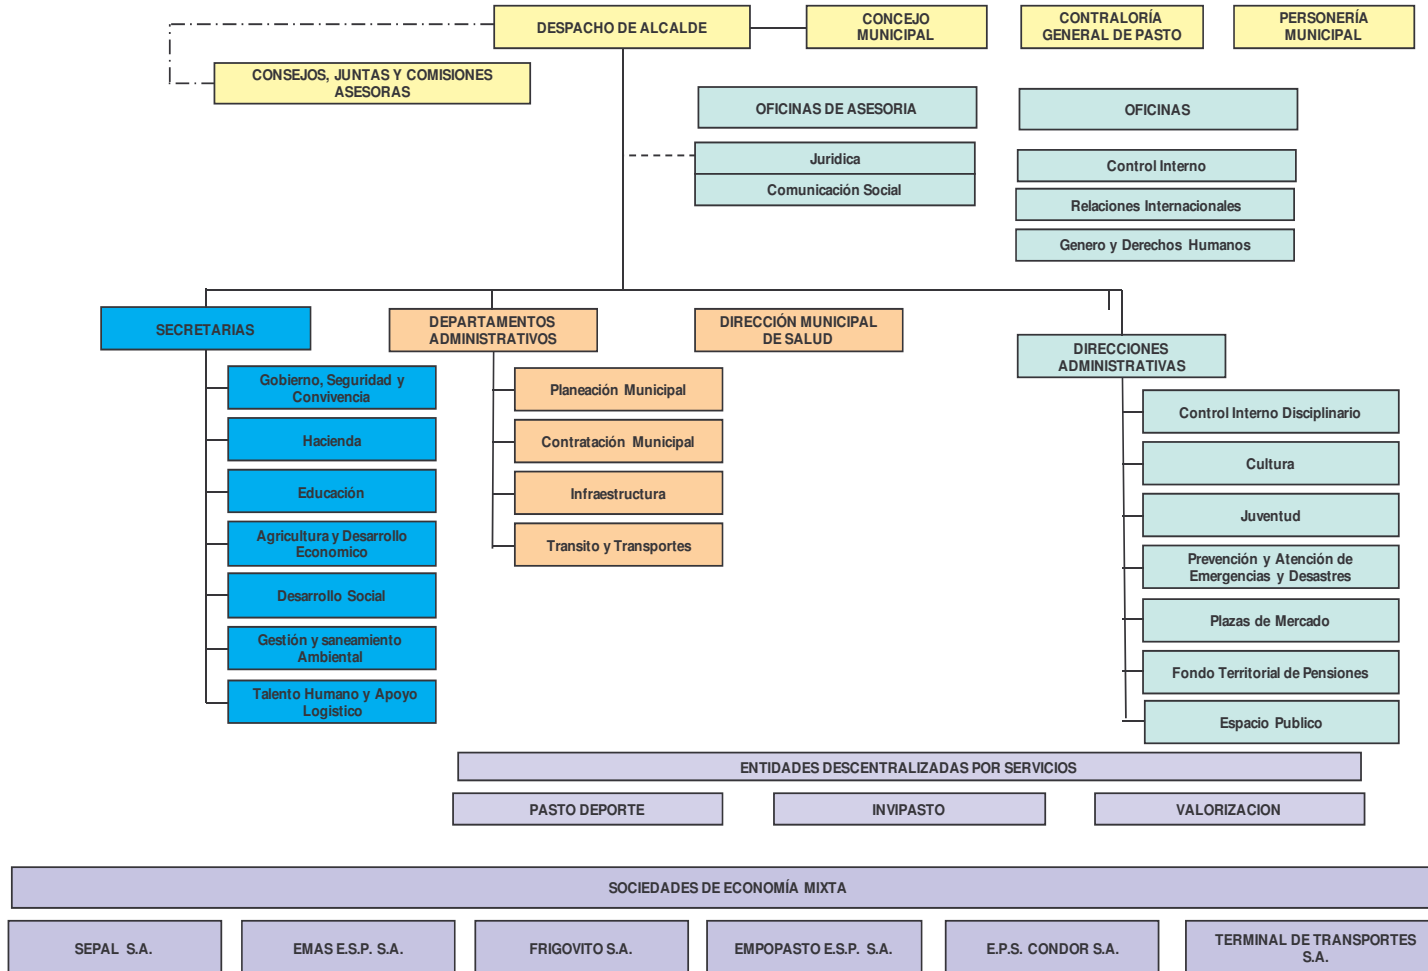 DESPACHO DE ALCALDE
CONCEJO
MUNICIPAL
CONTRALORÍA
GENERAL DE PASTO
PERSONERÍA
MUNICIPAL
CONSEJOS, JUNTAS Y COMISIONES
ASESORAS
OFICINAS DE ASESORIA
Juridica
Comunicación Social
OFICINAS
Control Interno
Relaciones Internacionales
Genero y Derechos Humanos
SECRETARIAS
Gobierno, Seguridad y
Convivencia
Hacienda
Educación
Agricultura y Desarrollo
Economico
Desarrollo Social
Gestión y saneamiento
Ambiental
Talento Humano y Apoyo
Logistico
DEPARTAMENTOS
ADMINISTRATIVOS
Planeación Municipal
Contratación Municipal
Infraestructura
Transito y Transportes
DIRECCIÓN MUNICIPAL
DE SALUD
DIRECCIONES
ADMINISTRATIVAS
Control Interno Disciplinario
Cultura
Juventud
Prevención y Atención de
Emergencias y Desastres
Plazas de Mercado
Fondo Territorial de Pensiones
Espacio Publico
ENTIDADES DESCENTRALIZADAS POR SERVICIOS
PASTO DEPORTE
INVIPASTO
VALORIZACION
SOCIEDADES DE ECONOMÍA MIXTA
SEPAL S.A.
EMAS E.S.P. S.A.
FRIGOVITO S.A.
EMPOPASTO E.S.P. S.A.
E.P.S. CONDOR S.A.
TERMINAL DE TRANSPORTES
S.A.